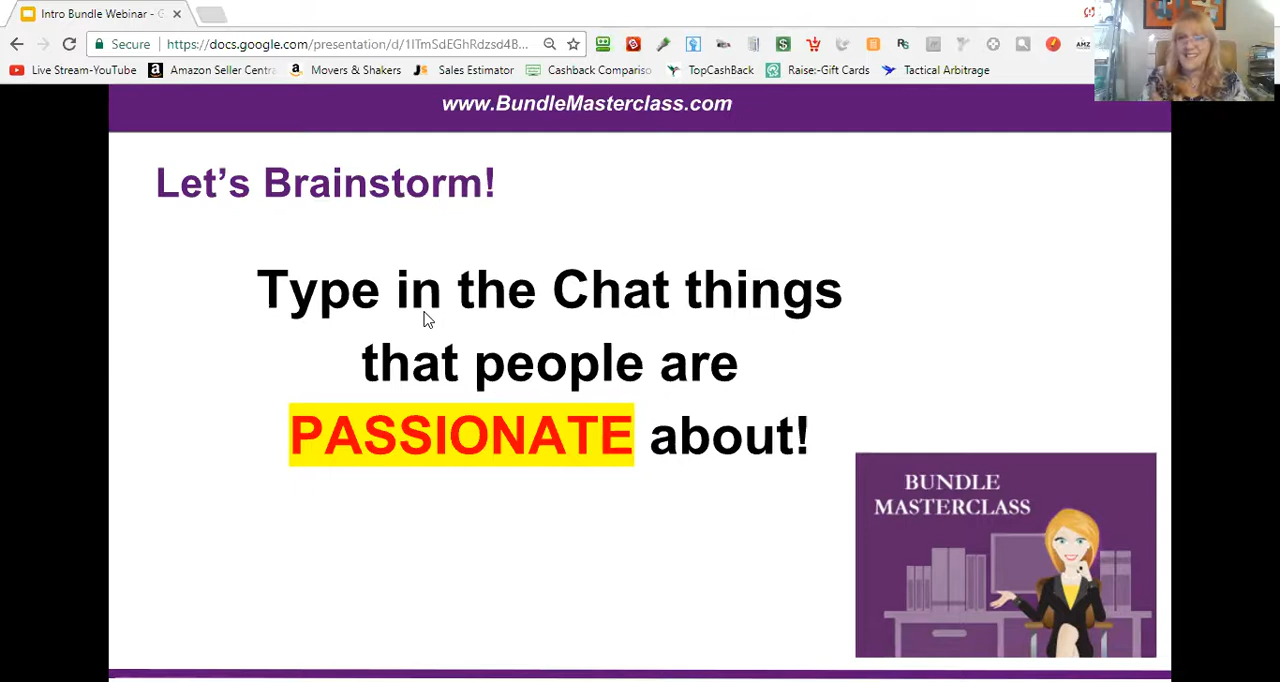 Intro Bundle Webinar - G
Secure
https://docs.google.com/presentation/d/1ITmSdEGhRdzsd4B...
Live Stream-YouTube
Amazon Seller Centra
Movers & Shakers
Sales Estimator
Cashback Compariso
TopCashBack
Raise:-Gift Cards
Tactical Arbitrage
www.BundleMasterclass.com
Let's Brainstorm!
Type in the Chat things
that people are
PASSIONATE about!
BUNDLE
MASTERCLASS